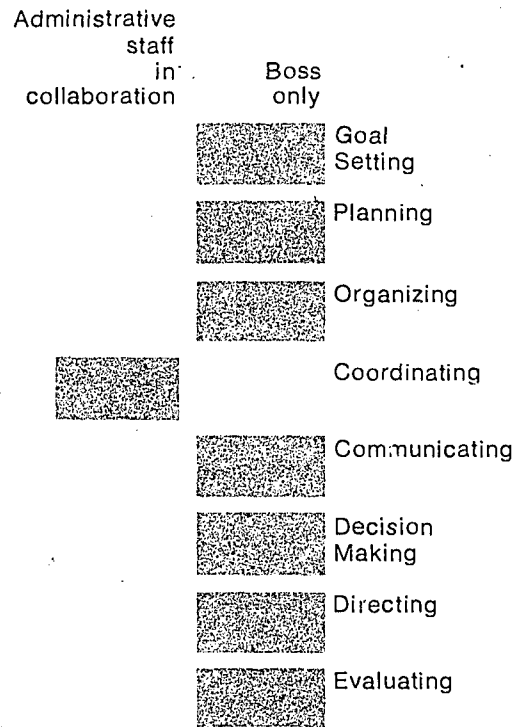 Administrative
staff
in
collaboration
Boss
only
Goal
Setting
Planning
Organizing
Coordinating
Communicating
Decision
Making
Directing
Evaluating